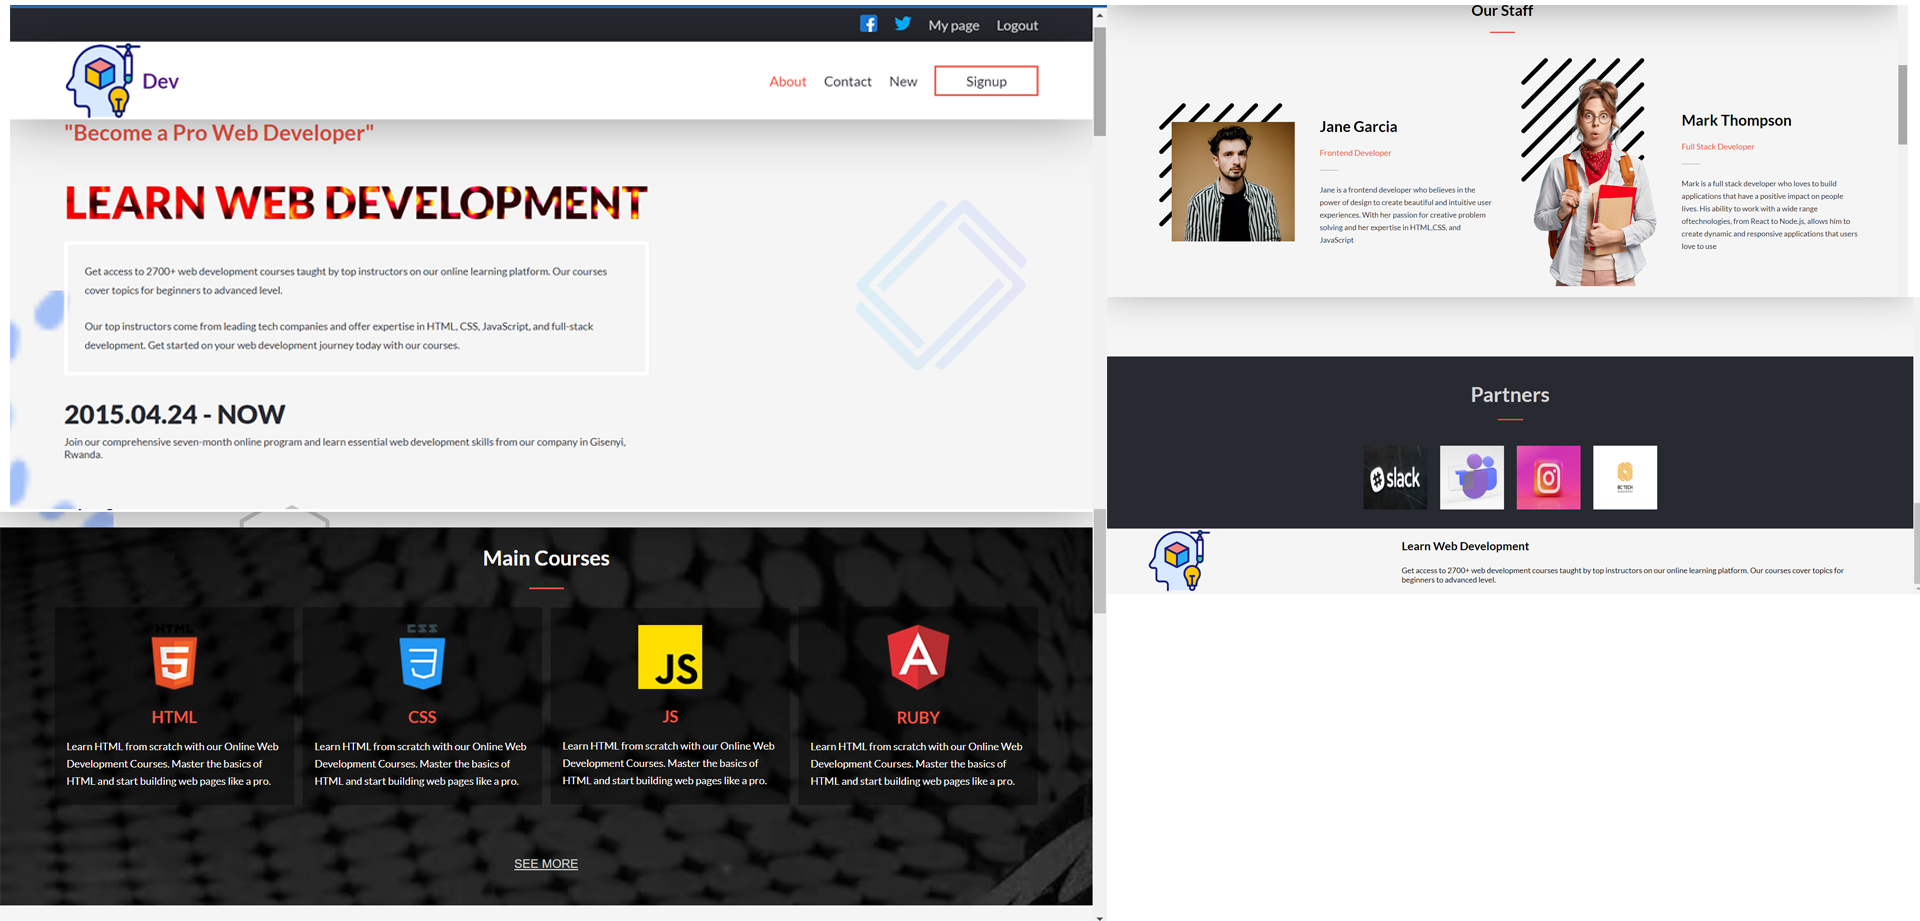 My page Logout
Dev
About Contact New Signup
"Become a Pro Web Developer"
LEARN WEB DEVELOPMENT
Get access to 2700+ web development courses taught by top instructors on our online learning platform. Our courses
cover topics for beginners to advanced level.
Our top instructors come from leading tech companies and offer expertise in HTML, CSS, JavaScript, and full-stack
development. Get started on your web development journey today with our courses.
2015.04.24 - NOW
Join our comprehensive seven-month online program and learn essential web development skills from our company in Gisenyi,
Rwanda.
Main Courses
HTML
5
HTML
Learn HTML from scratch with our Online Web
Development Courses. Master the basics of
HTML and start building web pages like a pro.
CSS
3
CSS
Learn HTML from scratch with our Online Web
Development Courses. Master the basics of
HTML and start building web pages like a pro.
JS
JS
Learn HTML from scratch with our Online Web
Development Courses. Master the basics of
HTML and start building web pages like a pro.
A
RUBY
Learn HTML from scratch with our Online Web
Development Courses. Master the basics of
HTML and start building web pages like a pro.
SEE MORE
Our Staff
Jane Garcia
Frontend Developer
Jane is a frontend developer who believes in the
power of design to create beautiful and intuitive user
experiences. With her passion for creative problem
solving and her expertise in HTML,CSS, and
JavaScript
Mark Thompson
Full Stack Developer
Mark is a full stack developer who loves to build
applications that have a positive impact on people
lives. His ability to work with a wide range
oftechnologies, from React to Node.js, allows him to
create dynamic and responsive applications that users
love to use
Partners
slack
BC TECH
Learn Web Development
Get access to 2700+ web development courses taught by top instructors on our online learning platform. Our courses cover topics for
beginners to advanced level.